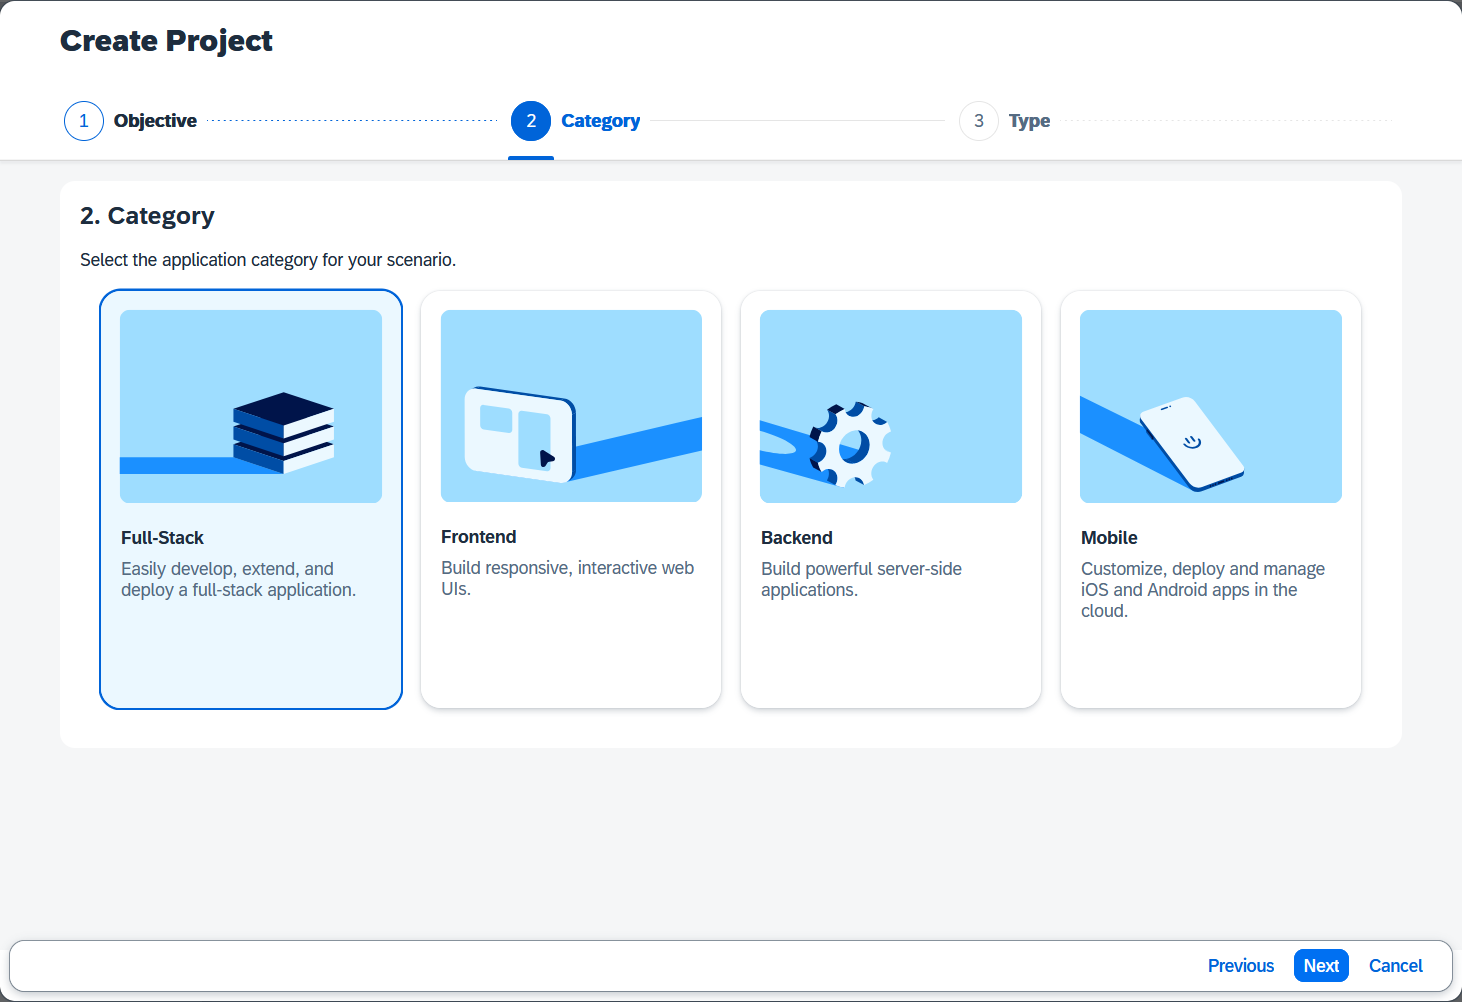 Create Project
1 Objective
2 Category
3 Type
2. Category
Select the application category for your scenario.
Full-Stack
Easily develop, extend, and
deploy a full-stack application.
Frontend
Build responsive, interactive web
UIs.
Backend
Build powerful server-side
applications.
Mobile
Customize, deploy and manage
iOS and Android apps in the
cloud.
Previous
Next
Cancel